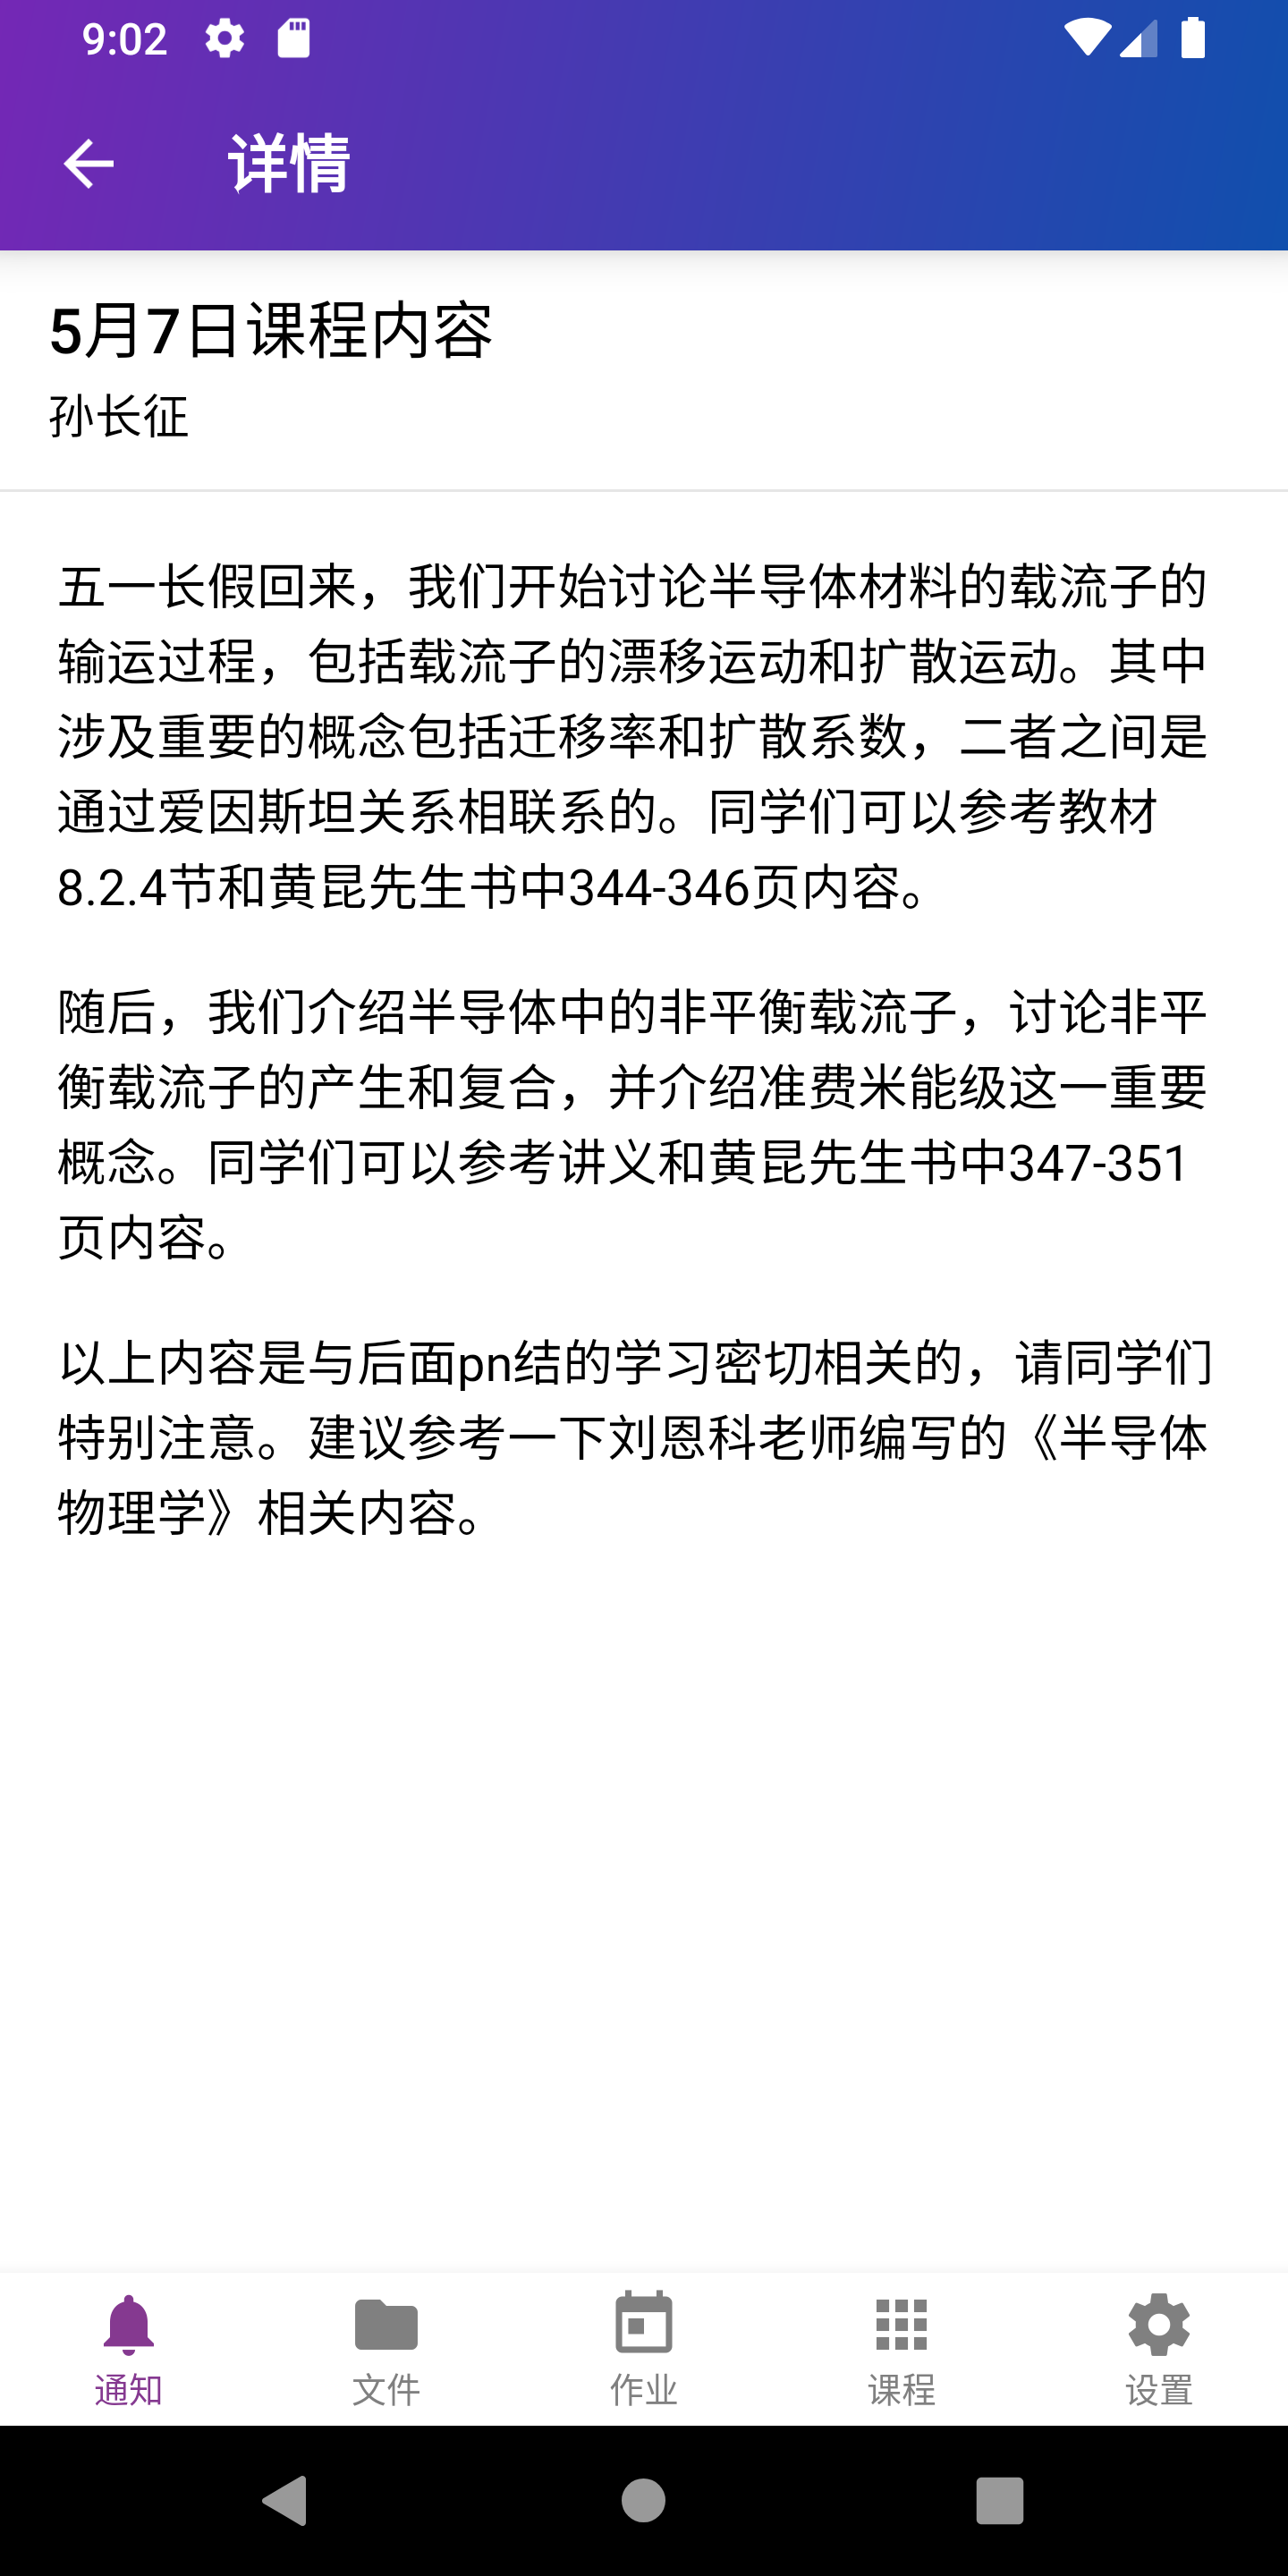 9:02
详情
5月7日课程内容
孙长征
五一长假回来，我们开始讨论半导体材料的载流子的
输运过程，包括载流子的漂移运动和扩散运动。其中
涉及重要的概念包括迁移率和扩散系数，二者之间是
通过爱因斯坦关系相联系的。同学们可以参考教材
8.2.4节和黄昆先生书中344-346页内容。
随后，我们介绍半导体中的非平衡载流子，讨论非平
衡载流子的产生和复合，并介绍准费米能级这一重要
概念。同学们可以参考讲义和黄昆先生书中347-351
页内容。
以上内容是与后面pn结的学习密切相关的，请同学们
特别注意。建议参考一下刘恩科老师编写的《半导体
物理学》相关内容。
通知
文件
作业
课程
设置